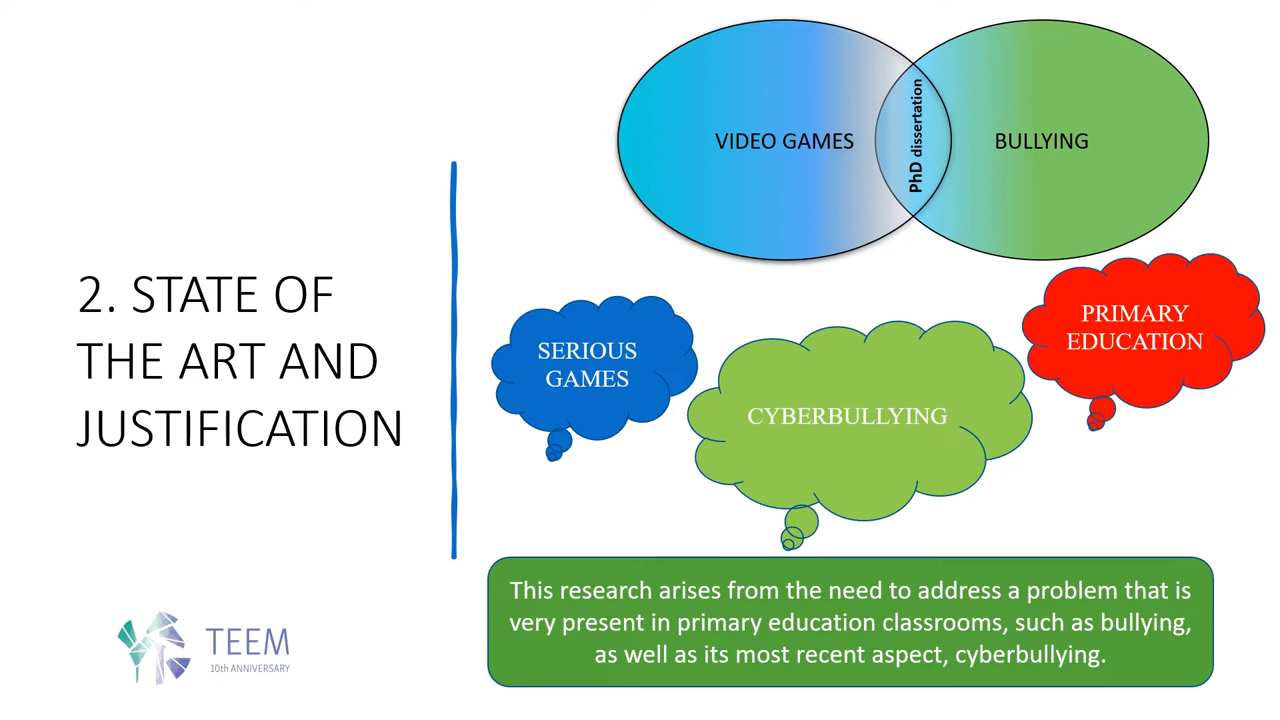 2. STATE OF
THE ART AND
JUSTIFICATION
VIDEO GAMES
PhD dissertation
BULLYING
SERIOUS
GAMES
CYBERBULLYING
PRIMARY
EDUCATION
This research arises from the need to address a problem that is
very present in primary education classrooms, such as bullying,
as well as its most recent aspect, cyberbullying.
TEEM
10th ANNIVERSARY